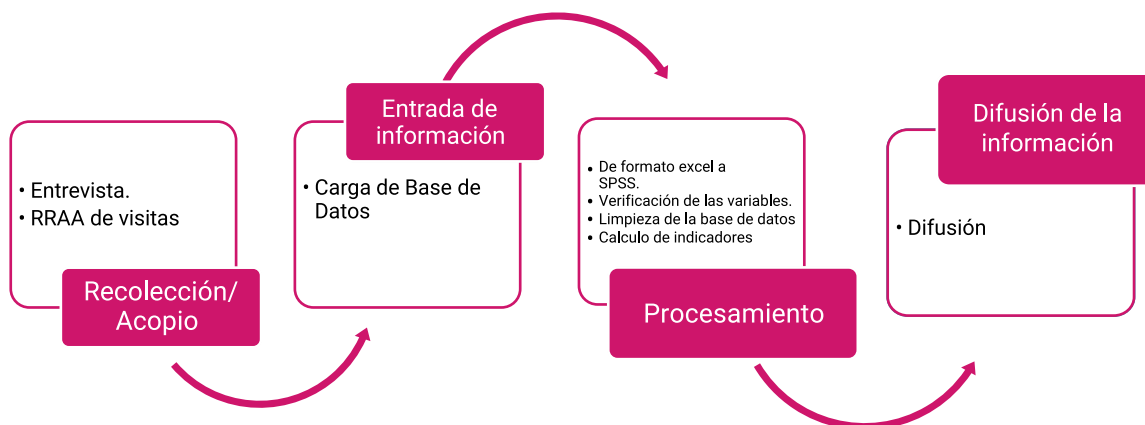 • Entrevista.
• RRAA de visitas
Recolección/
Acopio
Entrada de
información
• Carga de Base de
Datos
• De formato excel a
SPSS.
• Verificación de las variables.
• Limpieza de la base de datos
• Calculo de indicadores
Procesamiento
Difusión de la
información
• Difusión